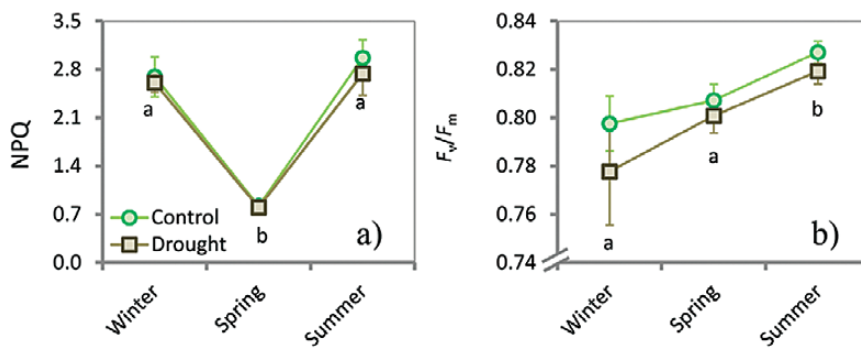 3.5
2.8
2.1
1.4
0.7
0.0
NPQ
a
a
b
Control
Drought
a)
Winter
Spring
Summer
0.84
0.82
0.80
0.78
0.76
0.74
Fv/Fm
a
a
b
b)
Winter
Spring
Summer